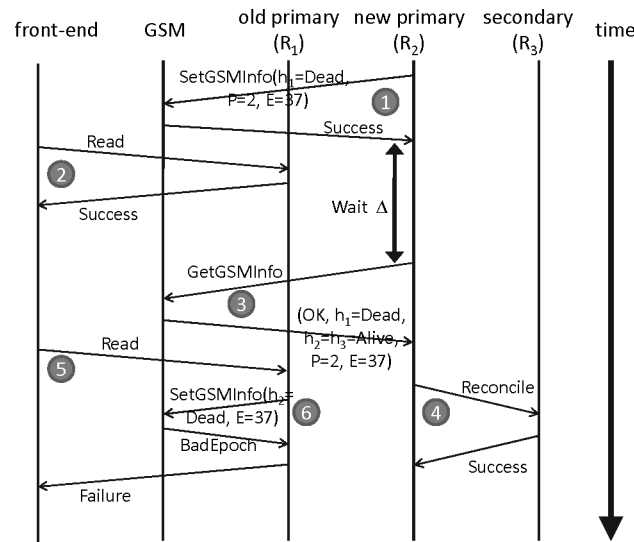 front-end GSM old primary (R1) new primary (R2) secondary (R3) time
SetGSMInfo(h1=Dead,
P=2, E=37)
1
Success
Read
2
Success
Wait Δ
GetGSMInfo
3
(OK, h1=Dead,
h2=h3=Alive,
P=2, E=37)
Read
5
SetGSMInfo(h2=
Dead, E=37)
6
Reconcile
4
BadEpoch
Success
Failure